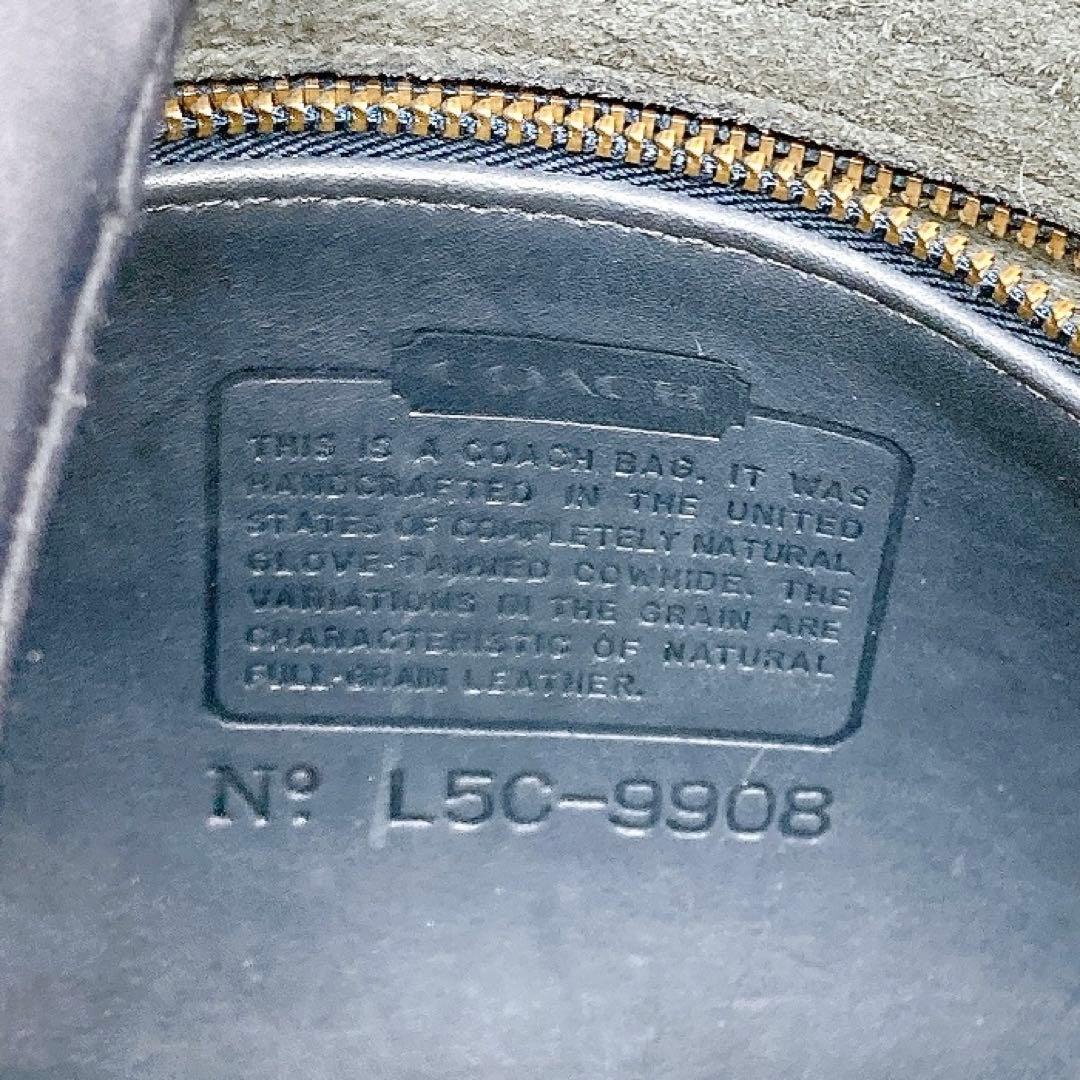 COACH
THIS IS A COACH BAG. IT WAS
HANDCRAFTED IN THE UNITED
STATES OF COMPLETELY NATURAL
GLOVE-TANNED COWHIDE. THE
VARIATIONS IN THE GRAIN ARE
CHARACTERISTIC OF NATURAL
FULL-GRAIN LEATHER.
Nº L5C-9908